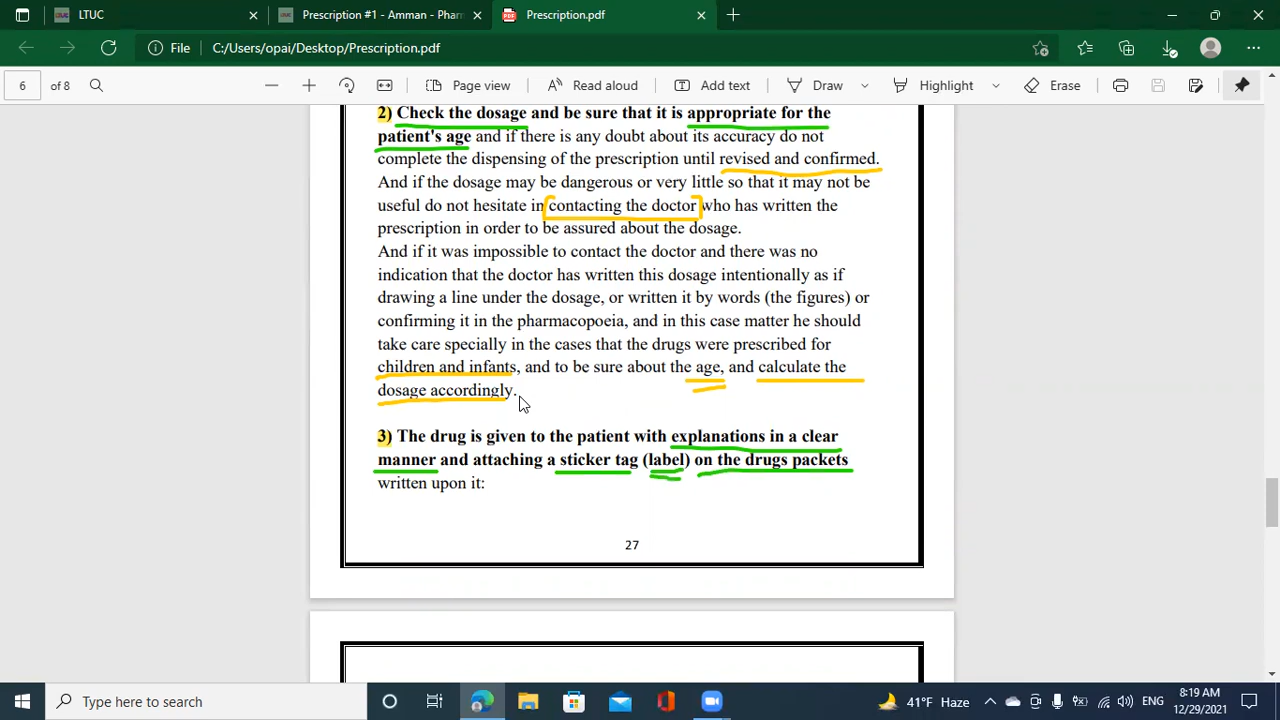 LTUC
Prescription #1 - Amman - Phar
Prescription.pdf
File
C:/Users/opai/Desktop/Prescription.pdf
6
of 8
Page view
Read aloud
Add text
Draw
Highlight
Erase
2) Check the dosage and be sure that it is appropriate for the
patient's age and if there is any doubt about its accuracy do not
complete the dispensing of the prescription until revised and confirmed.
And if the dosage may be dangerous or very little so that it may not be
useful do not hesitate in contacting the doctor who has written the
prescription in order to be assured about the dosage.
And if it was impossible to contact the doctor and there was no
indication that the doctor has written this dosage intentionally as if
drawing a line under the dosage, or written it by words (the figures) or
confirming it in the pharmacopoeia, and in this case matter he should
take care specially in the cases that the drugs were prescribed for
children and infants, and to be sure about the age, and calculate the
dosage accordingly.
3) The drug is given to the patient with explanations in a clear
manner and attaching a sticker tag (label) on the drugs packets
written upon it:
27
Type here to search
41°F Haze
ENG
8:19 AM
12/29/2021